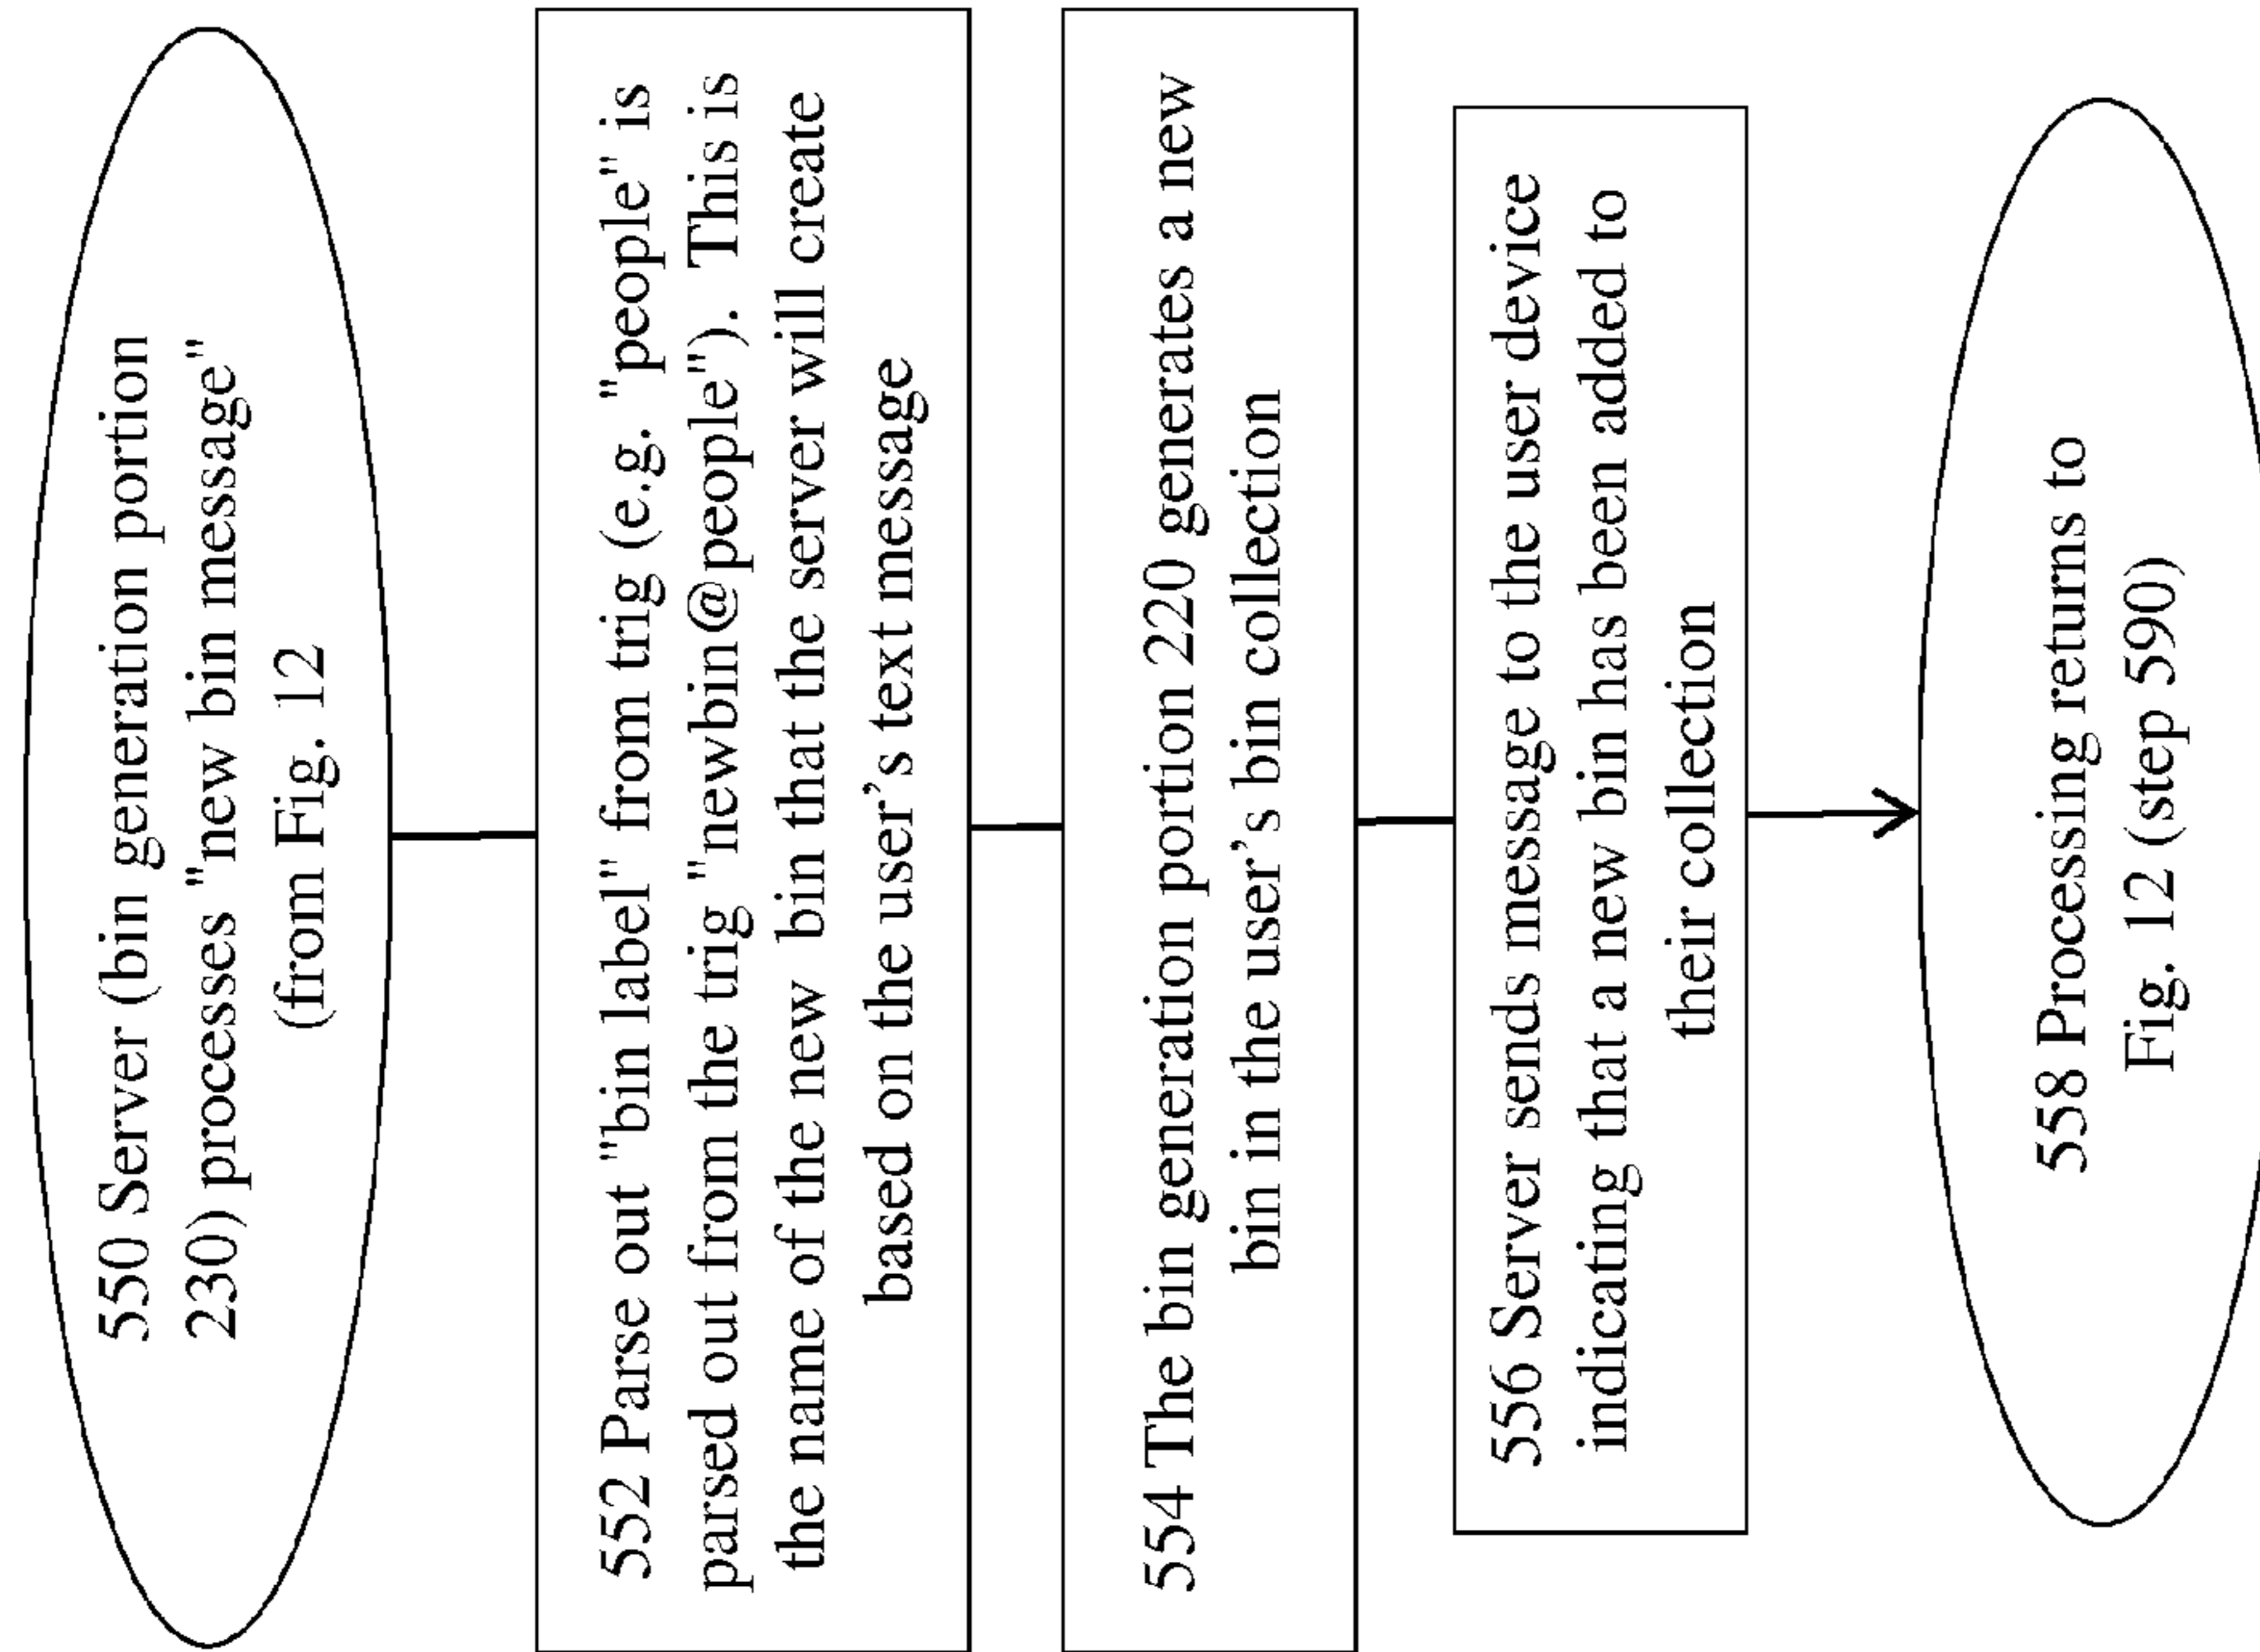 550 Server (bin generation portion
230) processes "new bin message"
(from Fig. 12
552 Parse out "bin label" from trig (e.g. "people" is
parsed out from the trig "newbin@people"). This is
the name of the new bin that the server will create
based on the user's text message
554 The bin generation portion 220 generates a new
bin in the user's bin collection
556 Server sends message to the user device
indicating that a new bin has been added to
their collection
558 Processing returns to
Fig. 12 (step 590)